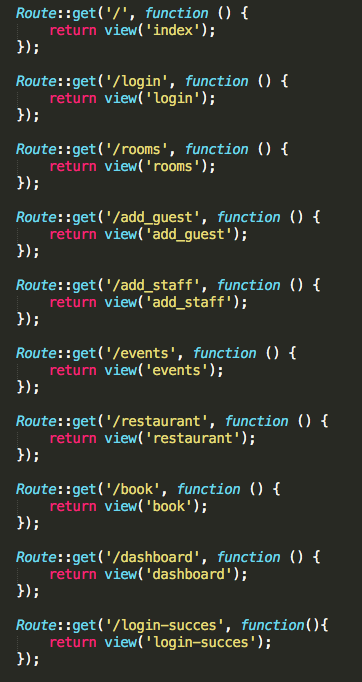 Route::get('/', function () {
    return view('index');
});

Route::get('/login', function () {
    return view('login');
});

Route::get('/rooms', function () {
    return view('rooms');
});

Route::get('/add_guest', function () {
    return view('add_guest');
});

Route::get('/add_staff', function () {
    return view('add_staff');
});

Route::get('/events', function () {
    return view('events');
});

Route::get('/restaurant', function () {
    return view('restaurant');
});

Route::get('/book', function () {
    return view('book');
});

Route::get('/dashboard', function () {
    return view('dashboard');
});

Route::get('/login-succes', function(){
    return view('login-succes');
});